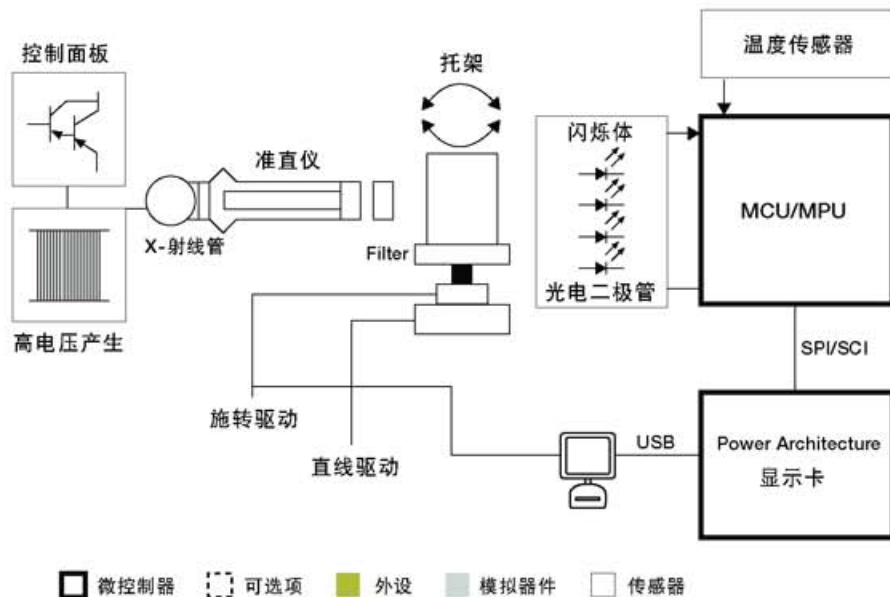 控制面板
托架
温度传感器
准直仪
闪烁体
MCU/MPU
X-射线管
Filter
光电二极管
高电压产生
SPI/SCI
施转驱动
直线驱动
USB
Power Architecture
显示卡
微控制器
可选项
外设
模拟器件
传感器